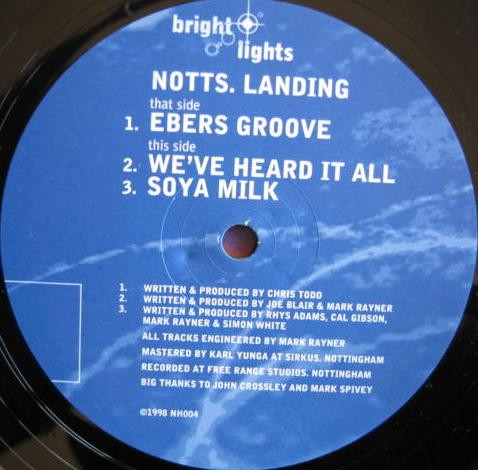 bright
lights
NOTTS. LANDING
that side
1. EBERS GROOVE
this side
2. WE'VE HEARD IT ALL
3. SOYA MILK
1. WRITTEN & PRODUCED BY CHRIS TODD
2. WRITTEN & PRODUCED BY JOE BLAIR & MARK RAYNER
3. WRITTEN & PRODUCED BY RHYS ADAMS, CAL GIBSON,
MARK RAYNER & SIMON WHITE
ALL TRACKS ENGINEERED BY MARK RAYNER
MASTERED BY KARL YUNGA AT SIRKUS. NOTTINGHAM
RECORDED AT FREE RANGE STUDIOS. NOTTINGHAM
BIG THANKS TO JOHN CROSSLEY AND MARK SPIVEY
©1998 NH004